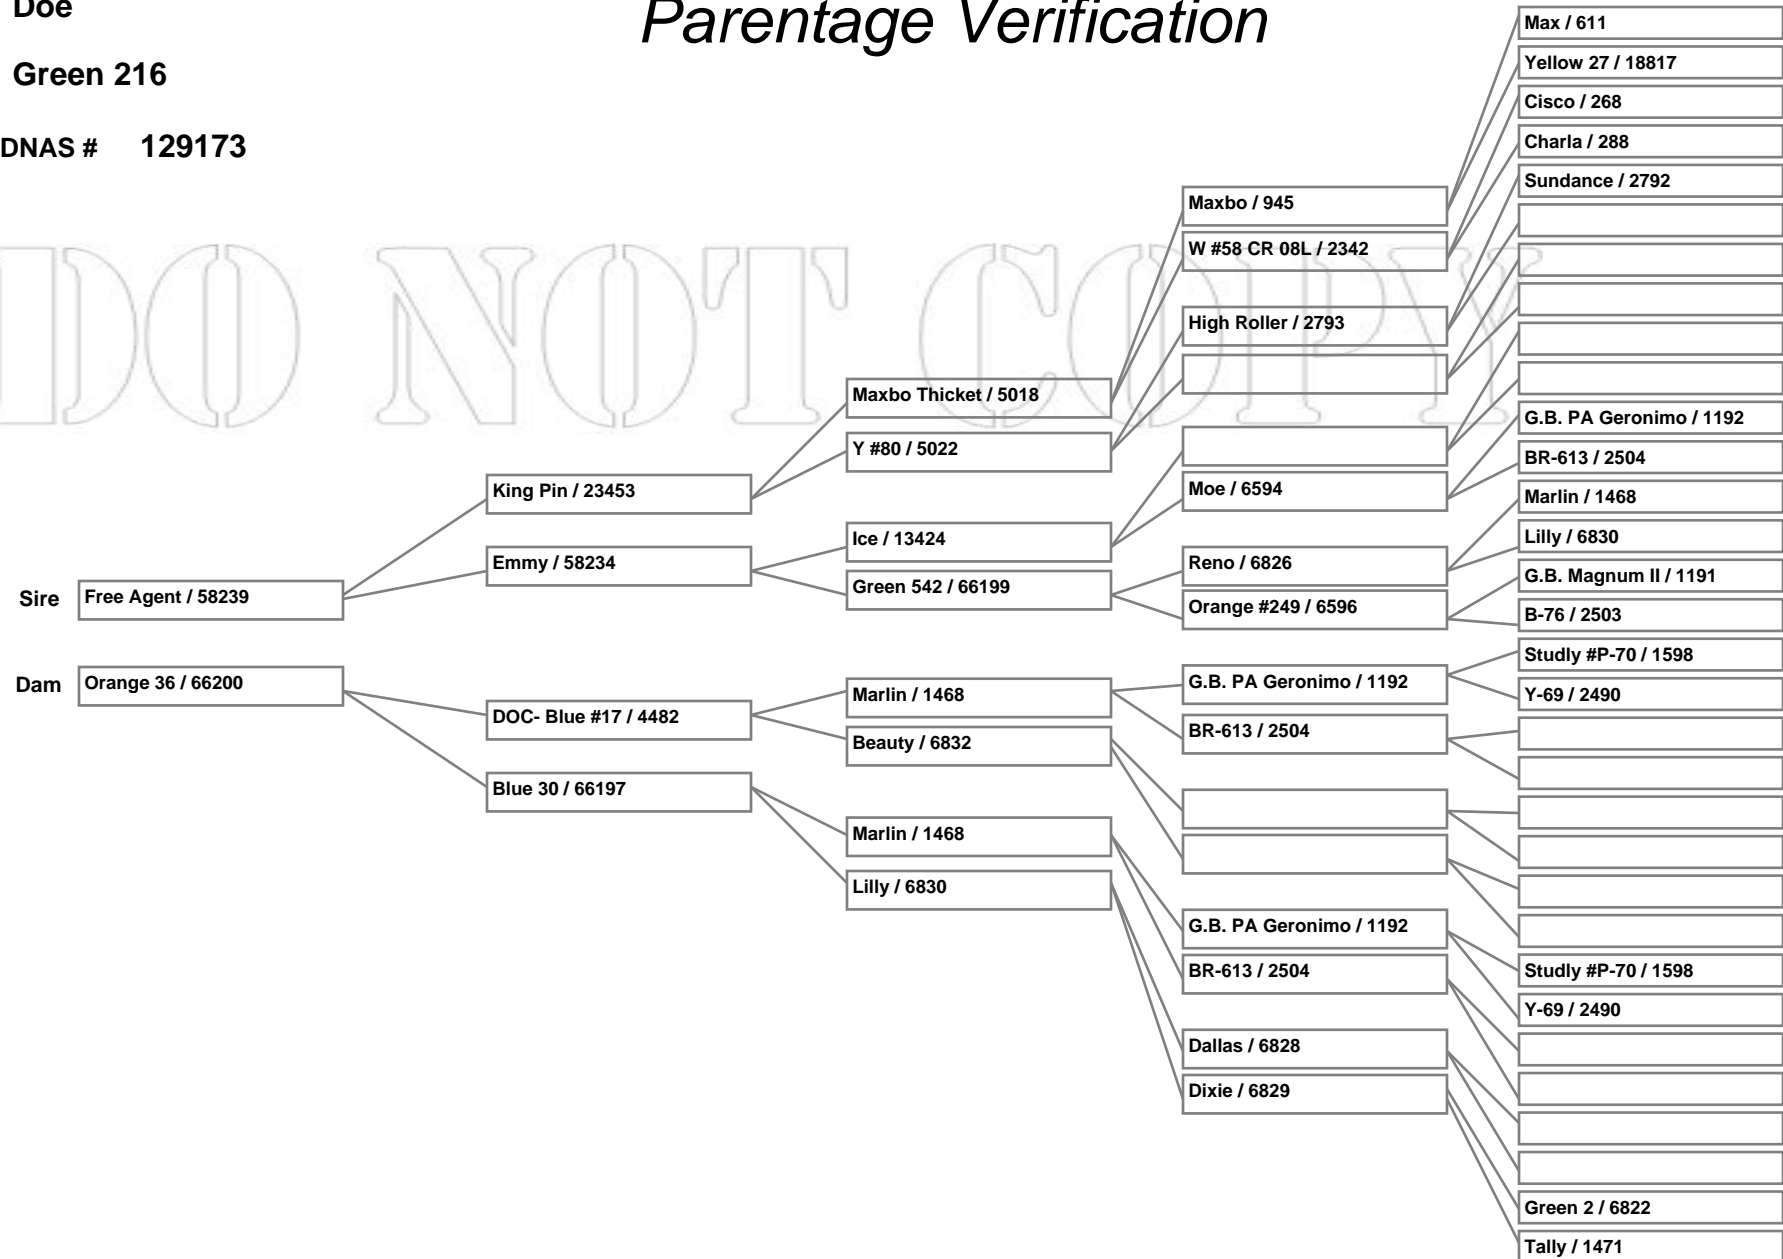 Doe
Parentage Verification
Green 216
DNAS # 129173
DO NOT COPY
Sire
Free Agent / 58239
Dam
Orange 36 / 66200
King Pin / 23453
Emmy / 58234
DOC- Blue #17 / 4482
Blue 30 / 66197
Maxbo Thicket / 5018
Y #80 / 5022
Ice / 13424
Green 542 / 66199
Marlin / 1468
Beauty / 6832
Marlin / 1468
Lilly / 6830
Maxbo / 945
W #58 CR 08L / 2342
High Roller / 2793
Moe / 6594
Reno / 6826
Orange #249 / 6596
G.B. PA Geronimo / 1192
BR-613 / 2504
G.B. PA Geronimo / 1192
BR-613 / 2504
Dallas / 6828
Dixie / 6829
Max / 611
Yellow 27 / 18817
Cisco / 268
Charla / 288
Sundance / 2792
G.B. PA Geronimo / 1192
BR-613 / 2504
Marlin / 1468
Lilly / 6830
G.B. Magnum II / 1191
B-76 / 2503
Studly #P-70 / 1598
Y-69 / 2490
Studly #P-70 / 1598
Y-69 / 2490
Green 2 / 6822
Tally / 1471